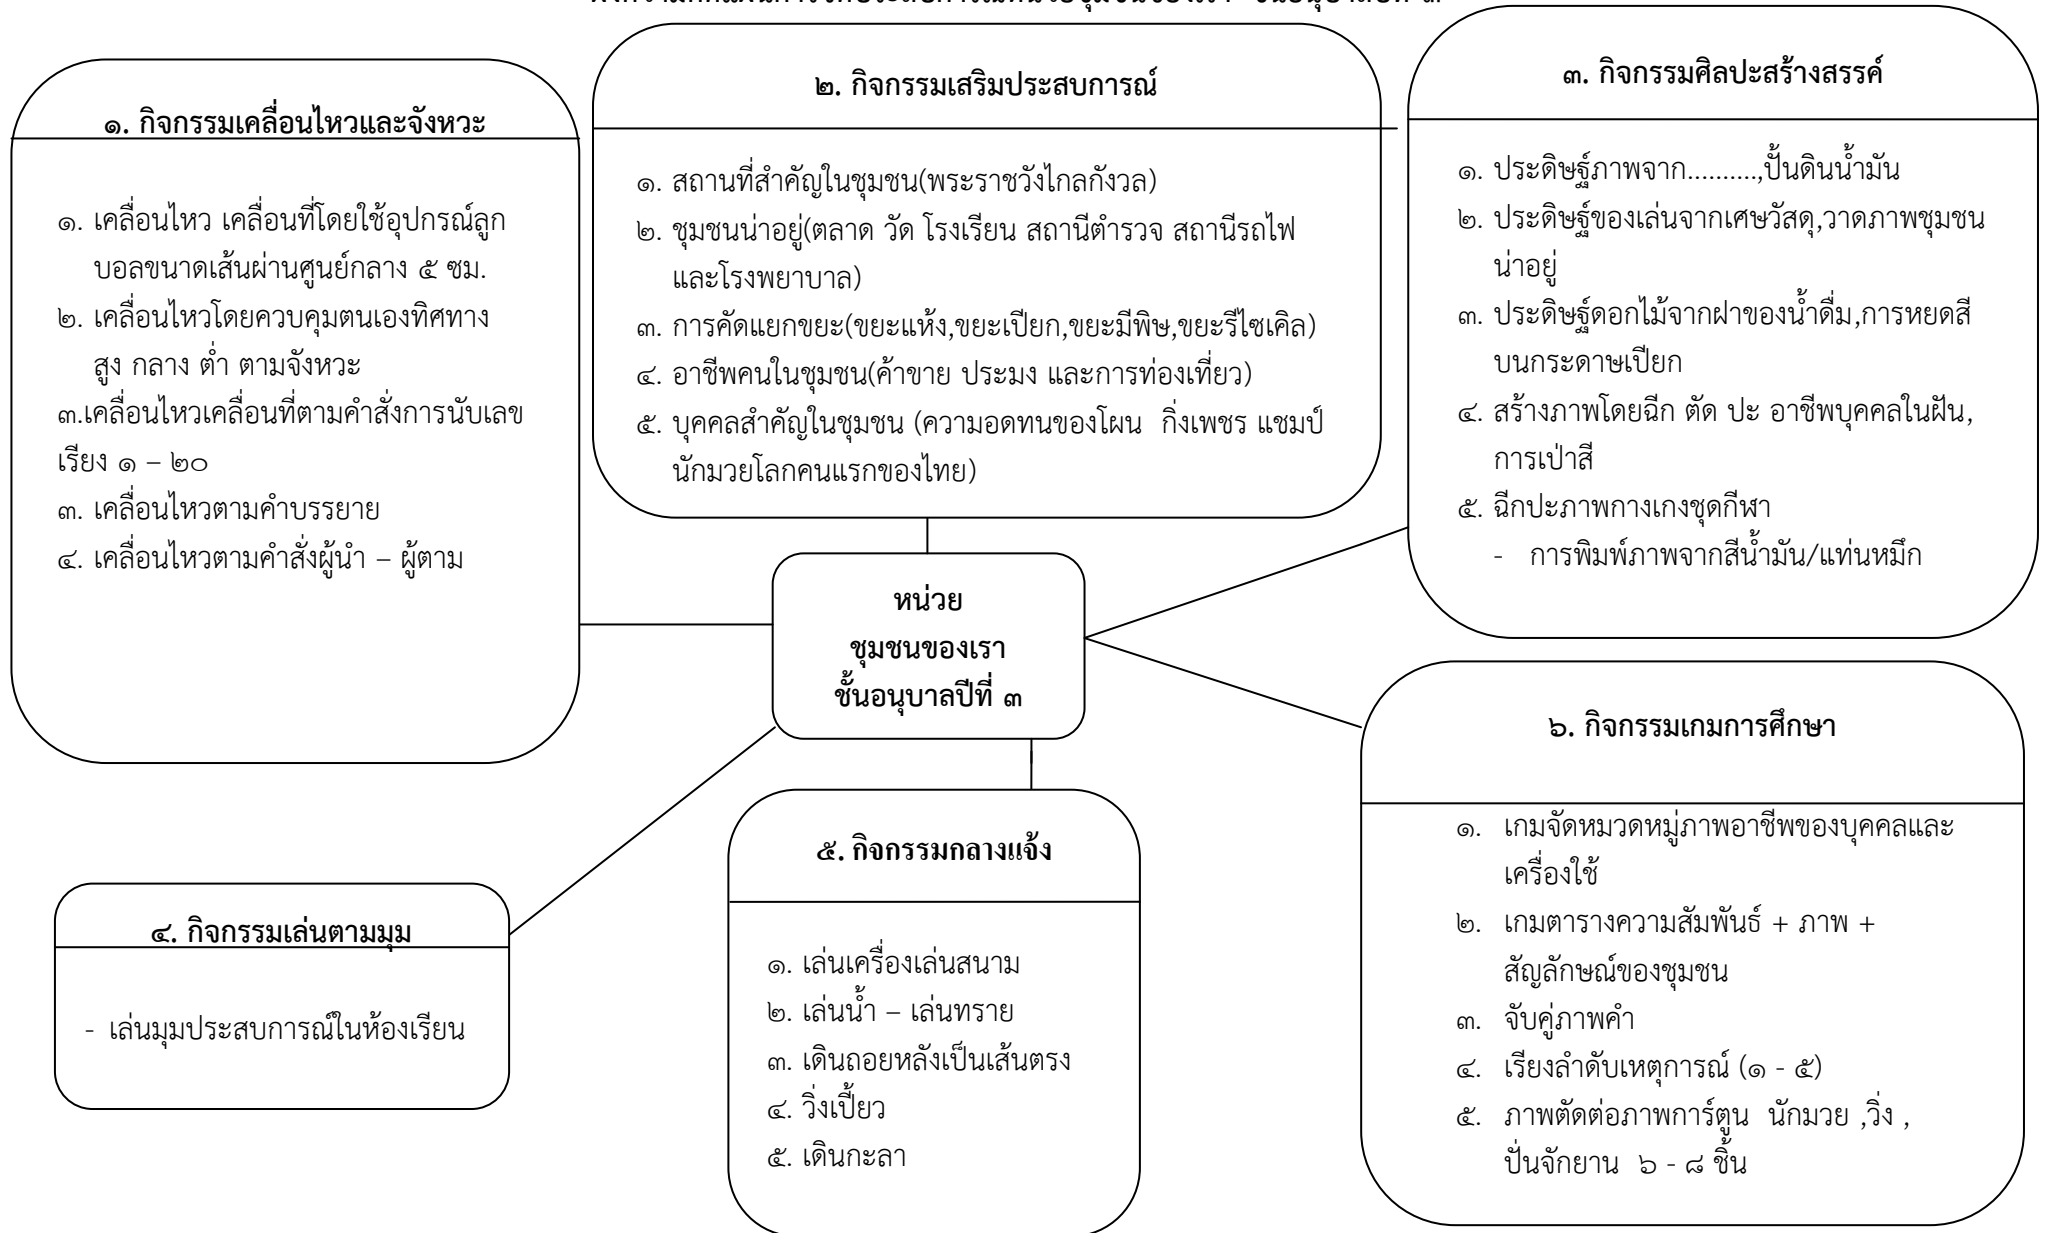 ๑. กิจกรรมเคลื่อนไหวและจังหวะ
๑. เคลื่อนไหว เคลื่อนที่โดยใช้อุปกรณ์ลูก
บอลขนาดเส้นผ่านศูนย์กลาง ๕ ซม.
๒. เคลื่อนไหวโดยควบคุมตนเองทิศทาง
สูง กลาง ต่ำ ตามจังหวะ
๓.เคลื่อนไหวเคลื่อนที่ตามคำสั่งการนับเลข
เรียง ๑ – ๒๐
๓. เคลื่อนไหวตามคำบรรยาย
๔. เคลื่อนไหวตามคำสั่งผู้นำ – ผู้ตาม
๒. กิจกรรมเสริมประสบการณ์
๑. สถานที่สำคัญในชุมชน(พระราชวังไกลกังวล)
๒. ชุมชนน่าอยู่(ตลาด วัด โรงเรียน สถานีตำรวจ สถานีรถไฟ
และโรงพยาบาล)
๓. การคัดแยกขยะ(ขยะแห้ง,ขยะเปียก,ขยะมีพิษ,ขยะรีไซเคิล)
๔. อาชีพคนในชุมชน(ค้าขาย ประมง และการท่องเที่ยว)
๕. บุคคลสำคัญในชุมชน (ความอดทนของโผน กิ่งเพชร แชมป์
นักมวยโลกคนแรกของไทย)
๓. กิจกรรมศิลปะสร้างสรรค์
๑. ประดิษฐ์ภาพจาก..........,ปั้นดินน้ำมัน
๒. ประดิษฐ์ของเล่นจากเศษวัสดุ,วาดภาพชุมชน
น่าอยู่
๓. ประดิษฐ์ดอกไม้จากฝาของน้ำดื่ม,การหยดสี
บนกระดาษเปียก
๔. สร้างภาพโดยฉีก ตัด ปะ อาชีพบุคคลในฝัน,
การเป่าสี
๕. ฉีกปะภาพกางเกงชุดกีฬา
- การพิมพ์ภาพจากสีน้ำมัน/แท่นหมึก
หน่วย
ชุมชนของเรา
ชั้นอนุบาลปีที่ ๓
๔. กิจกรรมเล่นตามมุม
- เล่นมุมประสบการณ์ในห้องเรียน
๕. กิจกรรมกลางแจ้ง
๑. เล่นเครื่องเล่นสนาม
๒. เล่นน้ำ – เล่นทราย
๓. เดินถอยหลังเป็นเส้นตรง
๔. วิ่งเปี้ยว
๕. เดินกะลา
๖. กิจกรรมเกมการศึกษา
๑. เกมจัดหมวดหมู่ภาพอาชีพของบุคคลและ
เครื่องใช้
๒. เกมตารางความสัมพันธ์ + ภาพ +
สัญลักษณ์ของชุมชน
๓. จับคู่ภาพคำ
๔. เรียงลำดับเหตุการณ์ (๑ - ๕)
๕. ภาพตัดต่อภาพการ์ตูน นักมวย ,วิ่ง ,
ปั่นจักยาน ๖ - ๘ ชิ้น